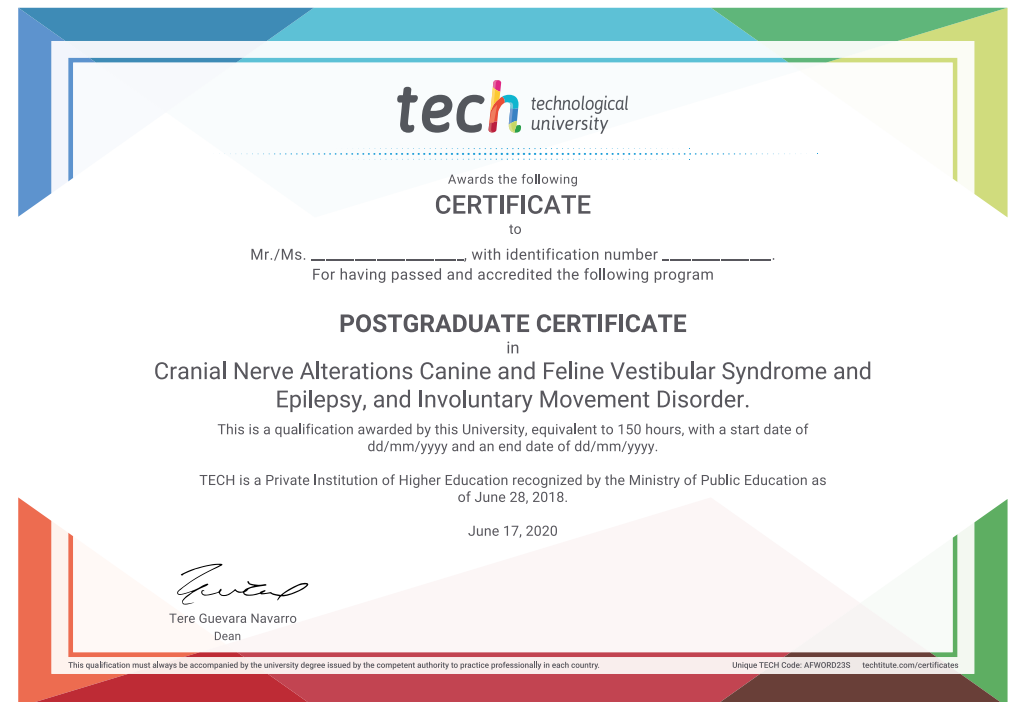 tech technological
university
Awards the following
CERTIFICATE
to
Mr./Ms. ____________________, with identification number ______________.
For having passed and accredited the following program
POSTGRADUATE CERTIFICATE
in
Cranial Nerve Alterations Canine and Feline Vestibular Syndrome and
Epilepsy, and Involuntary Movement Disorder.
This is a qualification awarded by this University, equivalent to 150 hours, with a start date of
dd/mm/yyyy and an end date of dd/mm/yyyy.
TECH is a Private Institution of Higher Education recognized by the Ministry of Public Education as
of June 28, 2018.
June 17, 2020
Tere Guevara Navarro
Dean
This qualification must always be accompanied by the university degree issued by the competent authority to practice professionally in each country.
Unique TECH Code: AFWORD23S techtitute.com/certificates